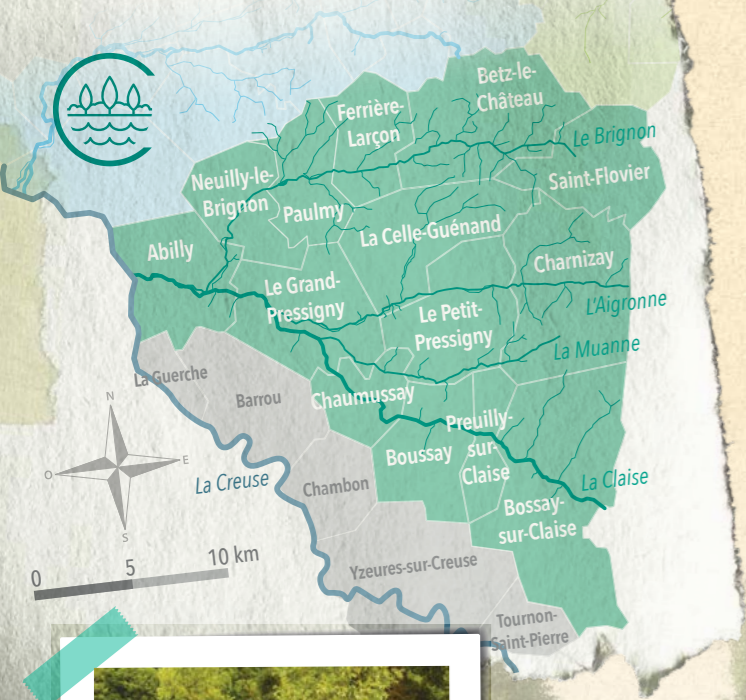 Betz-le-
Château
Ferrière-
Larçon
Le Brignon
Neuilly-le-
Brignon
Saint-Flovier
Paulmy
La Celle-Guénand
Abilly
Charnizay
Le Grand-
Pressigny
L'Aigronne
Le Petit-
Pressigny
La Muanne
La Guerche
Barrou
Chaumussay
Preuilly-
sur-
Claise
Boussay
La Creuse
Chambon
La Claise
Bossay-
sur-Claise
N
O
E
S
0
5
10 km
Yzeures-sur-Creuse
Tournon-
Saint-Pierre